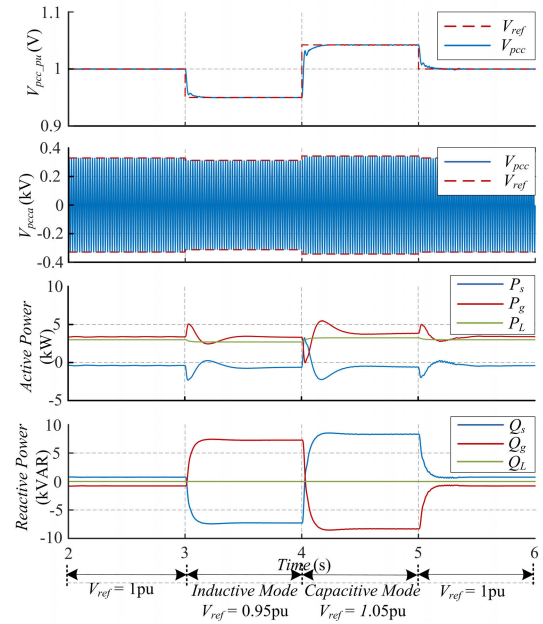 1.1
1
0.9
V_pcc_pu (V)
V_ref
V_pcc
0.4
0.2
0
-0.2
-0.4
V_pcca (kV)
V_pcc
V_ref
10
5
0
-5
Active Power
(kW)
P_s
P_g
P_L
10
5
0
-5
-10
Reactive Power
(kVAR)
Q_s
Q_g
Q_L
2 3 4 5 6
Time (s)
V_ref = 1pu
Inductive Mode
V_ref = 0.95pu
Capacitive Mode
V_ref = 1.05pu
V_ref = 1pu